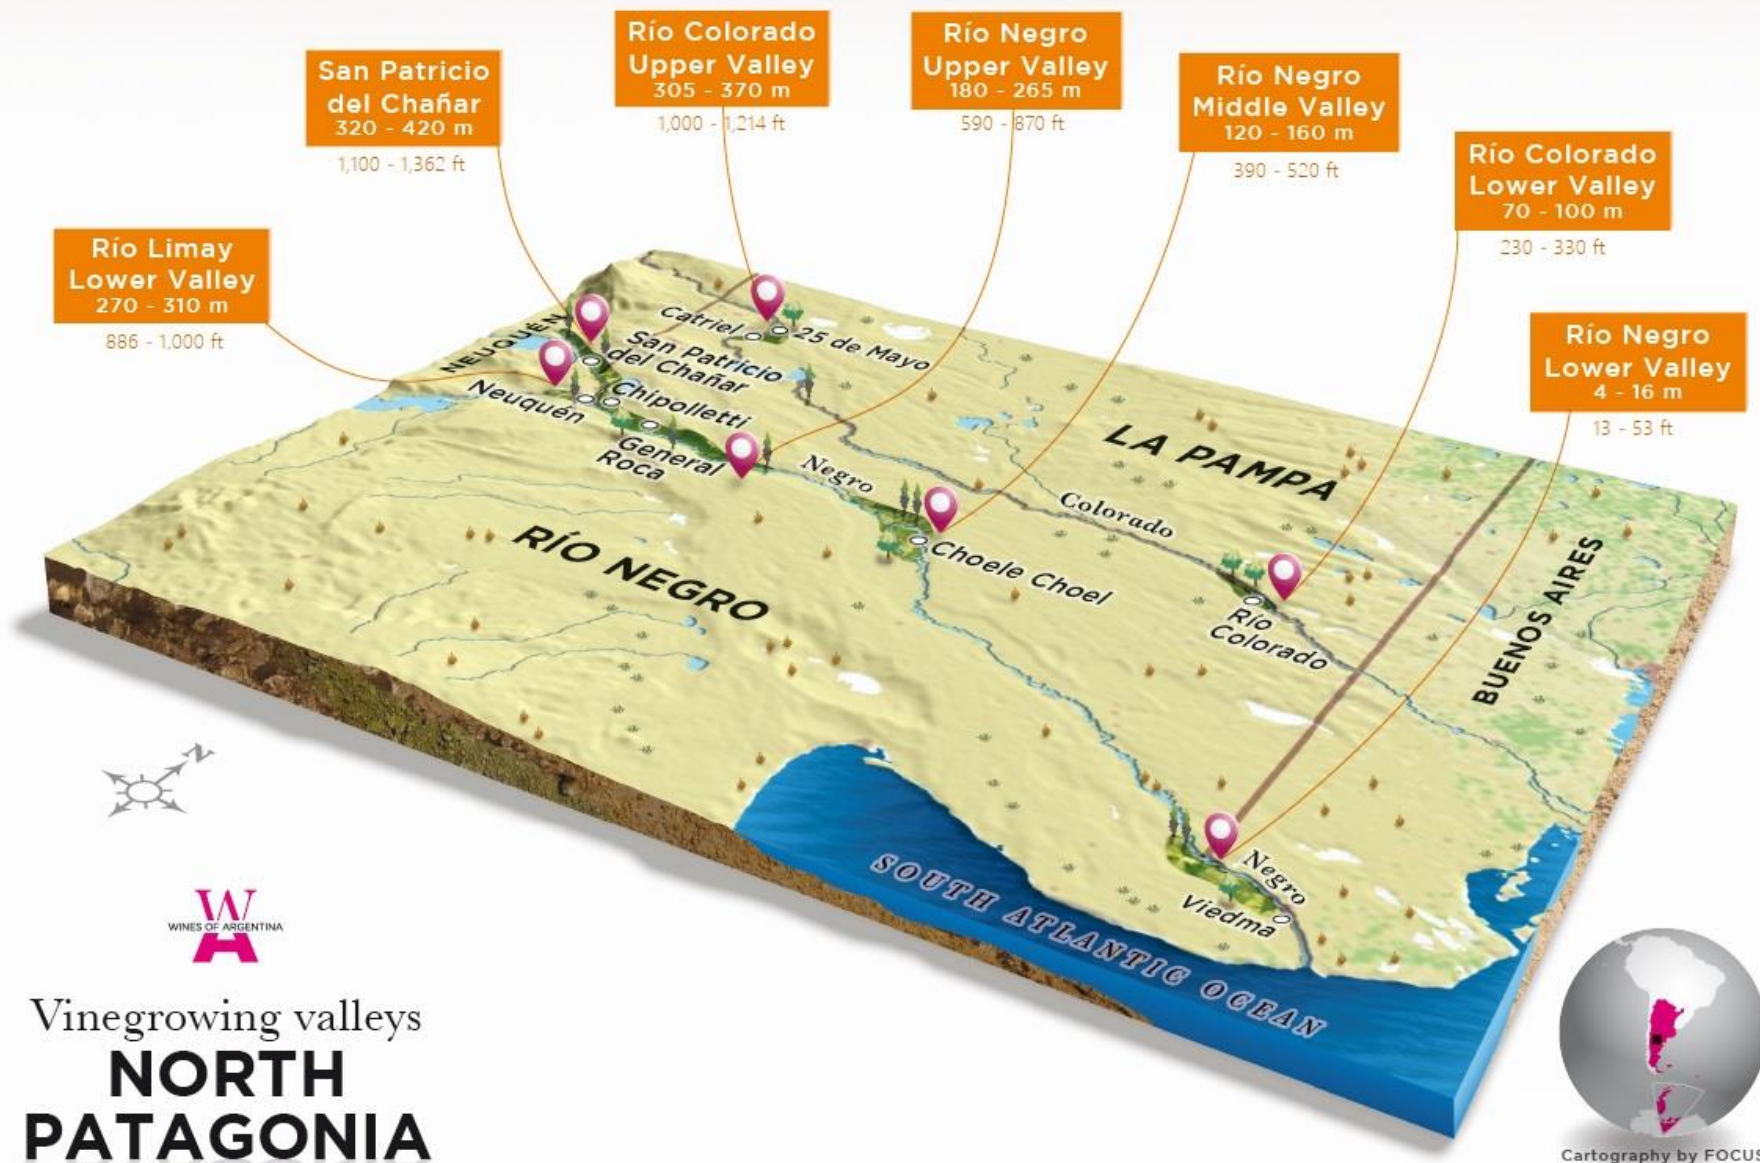 Río Colorado
Upper Valley
305 - 370 m
1,000 - 1,214 ft
Río Negro
Upper Valley
180 - 265 m
590 - 870 ft
San Patricio
del Chañar
320 - 420 m
1,100 - 1,362 ft
Río Negro
Middle Valley
120 - 160 m
390 - 520 ft
Río Colorado
Lower Valley
70 - 100 m
230 - 330 ft
Río Limay
Lower Valley
270 - 310 m
886 - 1,000 ft
Río Negro
Lower Valley
4 - 16 m
13 - 53 ft
NEUQUÉN
Catriel
25 de Mayo
San Patricio
del Chañar
Neuquén
Chipolletti
General
Roca
Negro
LA PAMPA
Colorado
RÍO NEGRO
Choele Choel
Río
Colorado
BUENOS AIRES
Negro
Viedma
SOUTH ATLANTIC OCEAN
N
W
WINES OF ARGENTINA
A
Vinegrowing valleys
NORTH
PATAGONIA
Cartography by FOCUS